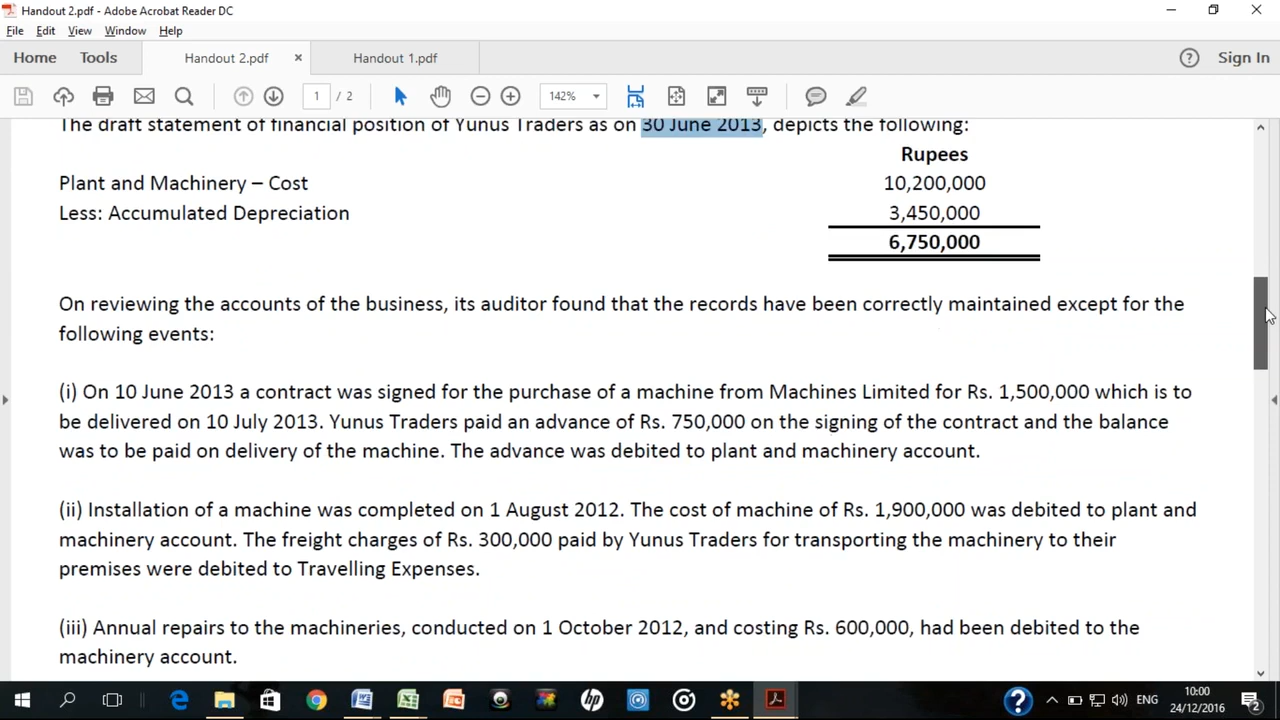 Handout 2.pdf - Adobe Acrobat Reader DC
File Edit View Window Help
Home Tools Handout 2.pdf × Handout 1.pdf ? Sign In
1 / 2 142%
The draft statement of financial position of Yunus Traders as on 30 June 2013, depicts the following:
Rupees
Plant and Machinery – Cost 10,200,000
Less: Accumulated Depreciation 3,450,000
6,750,000
On reviewing the accounts of the business, its auditor found that the records have been correctly maintained except for the
following events:
(i) On 10 June 2013 a contract was signed for the purchase of a machine from Machines Limited for Rs. 1,500,000 which is to
be delivered on 10 July 2013. Yunus Traders paid an advance of Rs. 750,000 on the signing of the contract and the balance
was to be paid on delivery of the machine. The advance was debited to plant and machinery account.
(ii) Installation of a machine was completed on 1 August 2012. The cost of machine of Rs. 1,900,000 was debited to plant and
machinery account. The freight charges of Rs. 300,000 paid by Yunus Traders for transporting the machinery to their
premises were debited to Travelling Expenses.
(iii) Annual repairs to the machineries, conducted on 1 October 2012, and costing Rs. 600,000, had been debited to the
machinery account.
hp ? ENG 10:00
24/12/2016 2